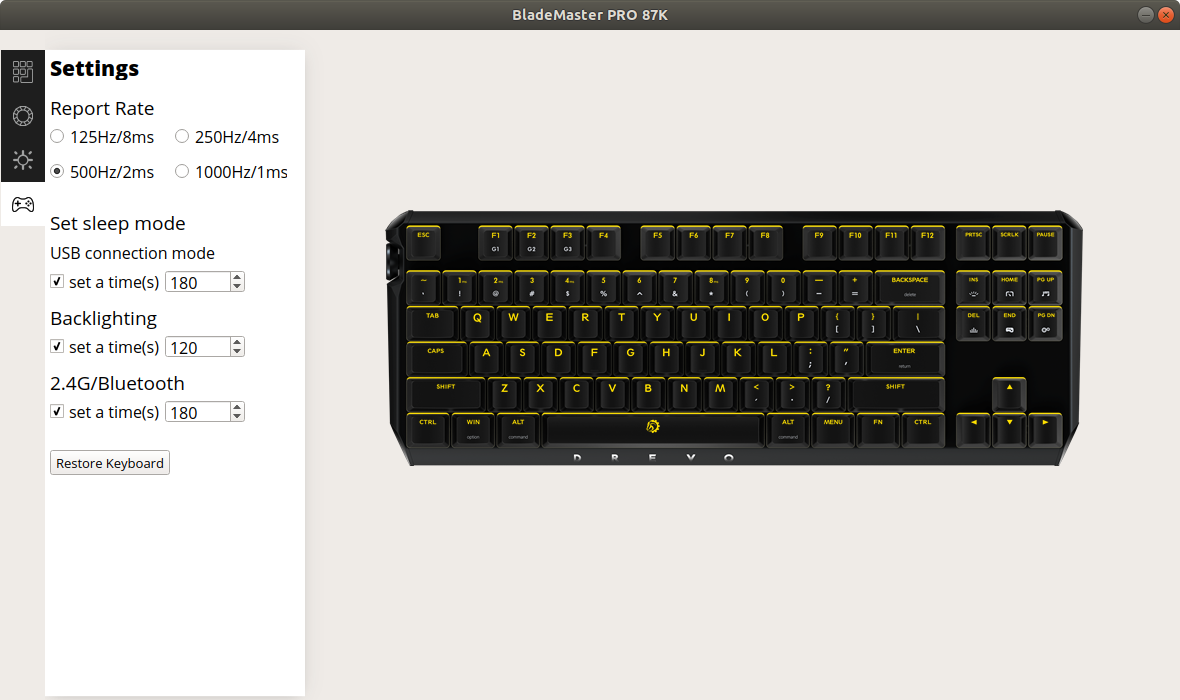 BladeMaster PRO 87K
Settings
Report Rate
125Hz/8ms 250Hz/4ms
500Hz/2ms 1000Hz/1ms
Set sleep mode
USB connection mode
set a time(s) 180
Backlighting
set a time(s) 120
2.4G/Bluetooth
set a time(s) 180
Restore Keyboard
ESC F1 F2 F3 F4 F5 F6 F7 F8 F9 F10 F11 F12 PRTSC SCRLK PAUSE
G1 G2 G3
~ 1 2 3 4 5 6 7 8 9 0 — + BACKSPACE INS HOME PG UP
! @ # $ % ^ & * ( ) – =
TAB Q W E R T Y U I O P { } | DEL END PG DN
[ ] \
CAPS A S D F G H J K L : " ENTER
; ' return
SHIFT Z X C V B N M < > ? SHIFT
, . /
CTRL WIN ALT ALT MENU FN CTRL
option command command
DREVO